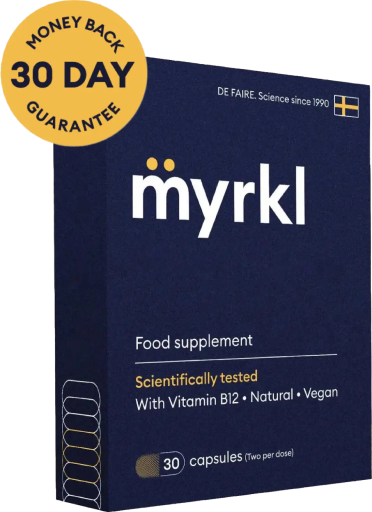 MONEY BACK
30 DAY
GUARANTEE
DE FAIRE. Science since 1990
m̈yrkl
Food supplement
Scientifically tested
With Vitamin B12 • Natural • Vegan
30 capsules (Two per dose)